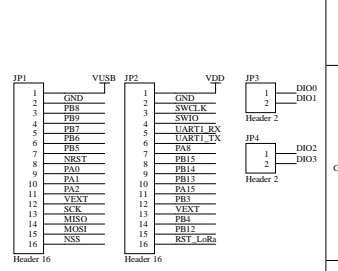 JP1 VUSB
1
2 GND
3 PB8
4 PB9
5 PB7
6 PB6
7 PB5
8 NRST
9 PA0
10 PA1
11 PA2
12 VEXT
13 SCK
14 MISO
15 MOSI
16 NSS
Header 16
JP2 VDD
1
2 GND
3 SWCLK
4 SWIO
5 UART1_RX
6 UART1_TX
7 PA8
8 PB15
9 PB14
10 PB13
11 PA15
12 PB3
13 VEXT
14 PB4
15 PB12
16 RST_LoRa
Header 16
JP3
1 DIO0
2 DIO1
Header 2
JP4
1 DIO2
2 DIO3
Header 2